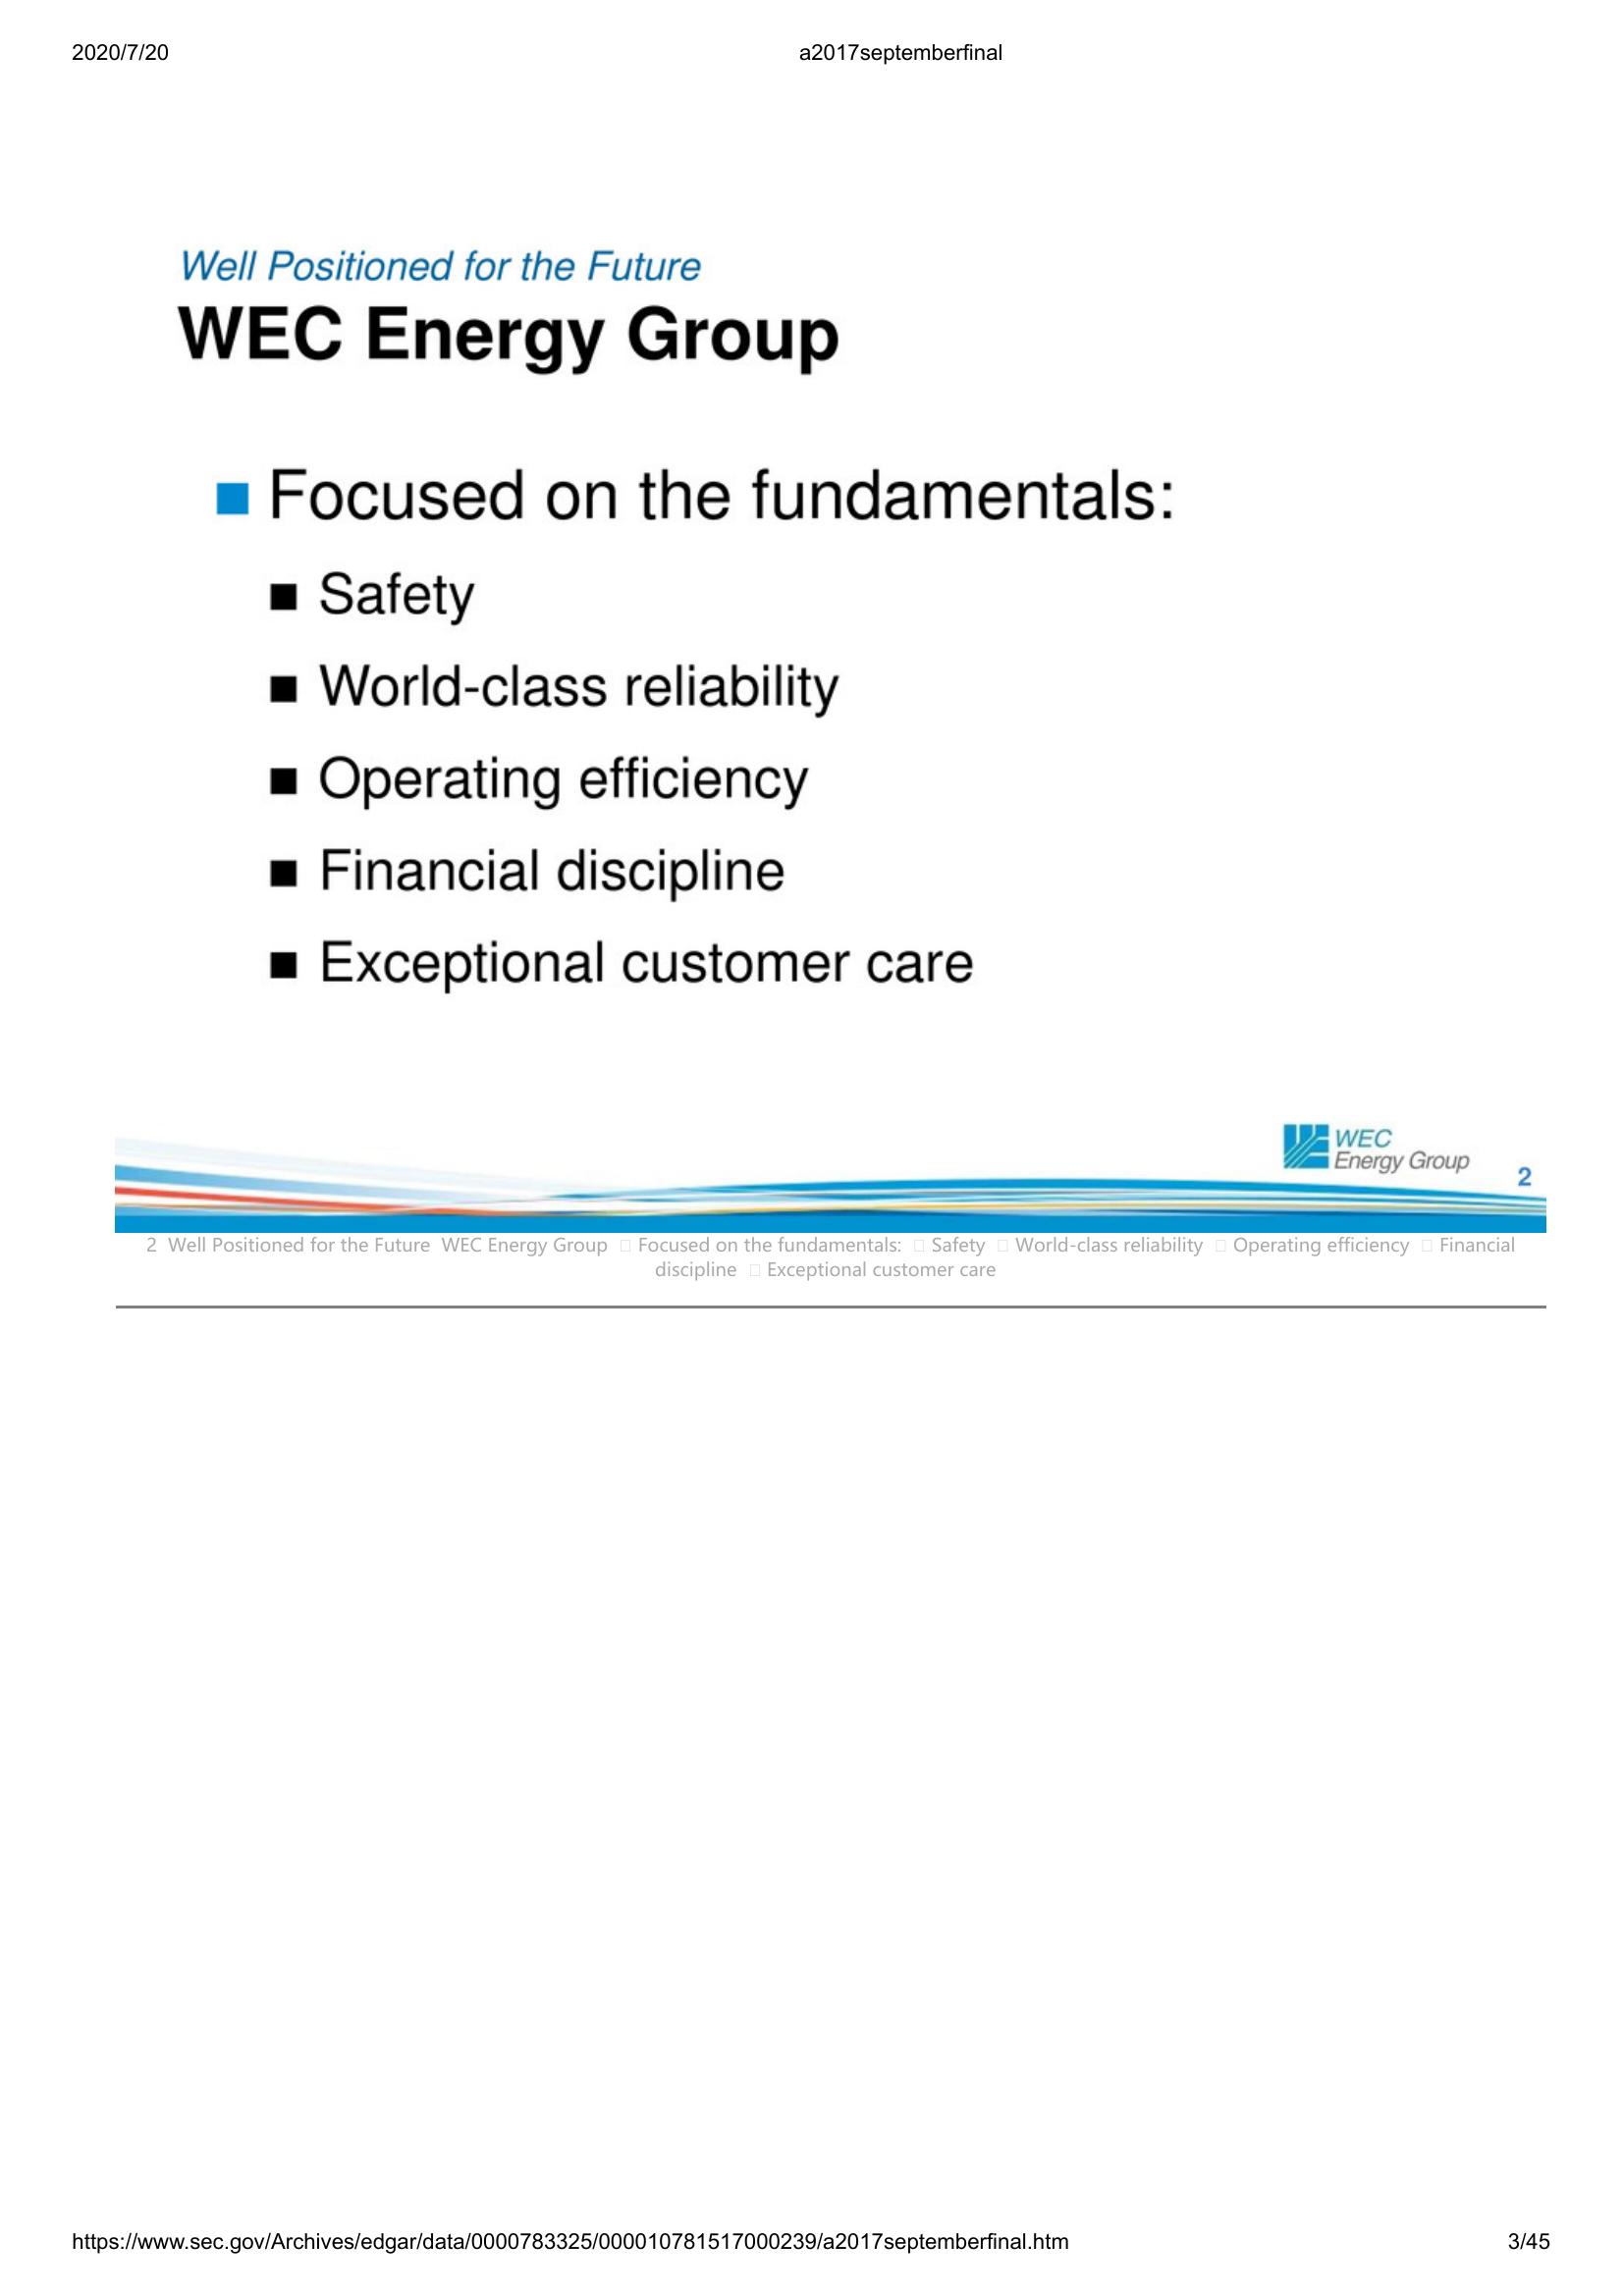 2020/7/20 a2017septemberfinal
Well Positioned for the Future
WEC Energy Group
■ Focused on the fundamentals:
■ Safety
■ World-class reliability
■ Operating efficiency
■ Financial discipline
■ Exceptional customer care
WEC
Energy Group
2
2 Well Positioned for the Future WEC Energy Group □ Focused on the fundamentals: □ Safety □ World-class reliability □ Operating efficiency □ Financial
discipline □ Exceptional customer care
https://www.sec.gov/Archives/edgar/data/0000783325/000010781517000239/a2017septemberfinal.htm 3/45